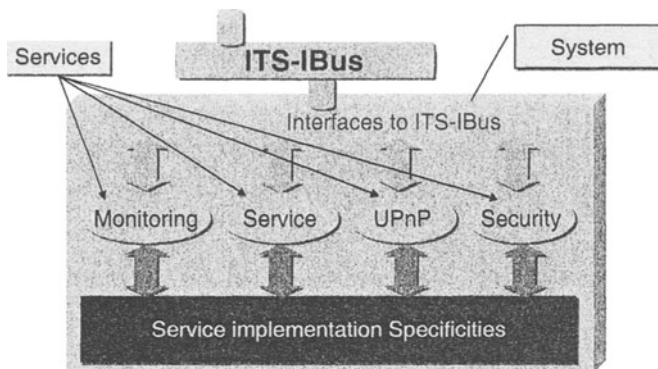 Services
ITS-IBus
System
Interfaces to ITS-IBus
Monitoring
Service
UPnP
Security
Service implementation Specificities